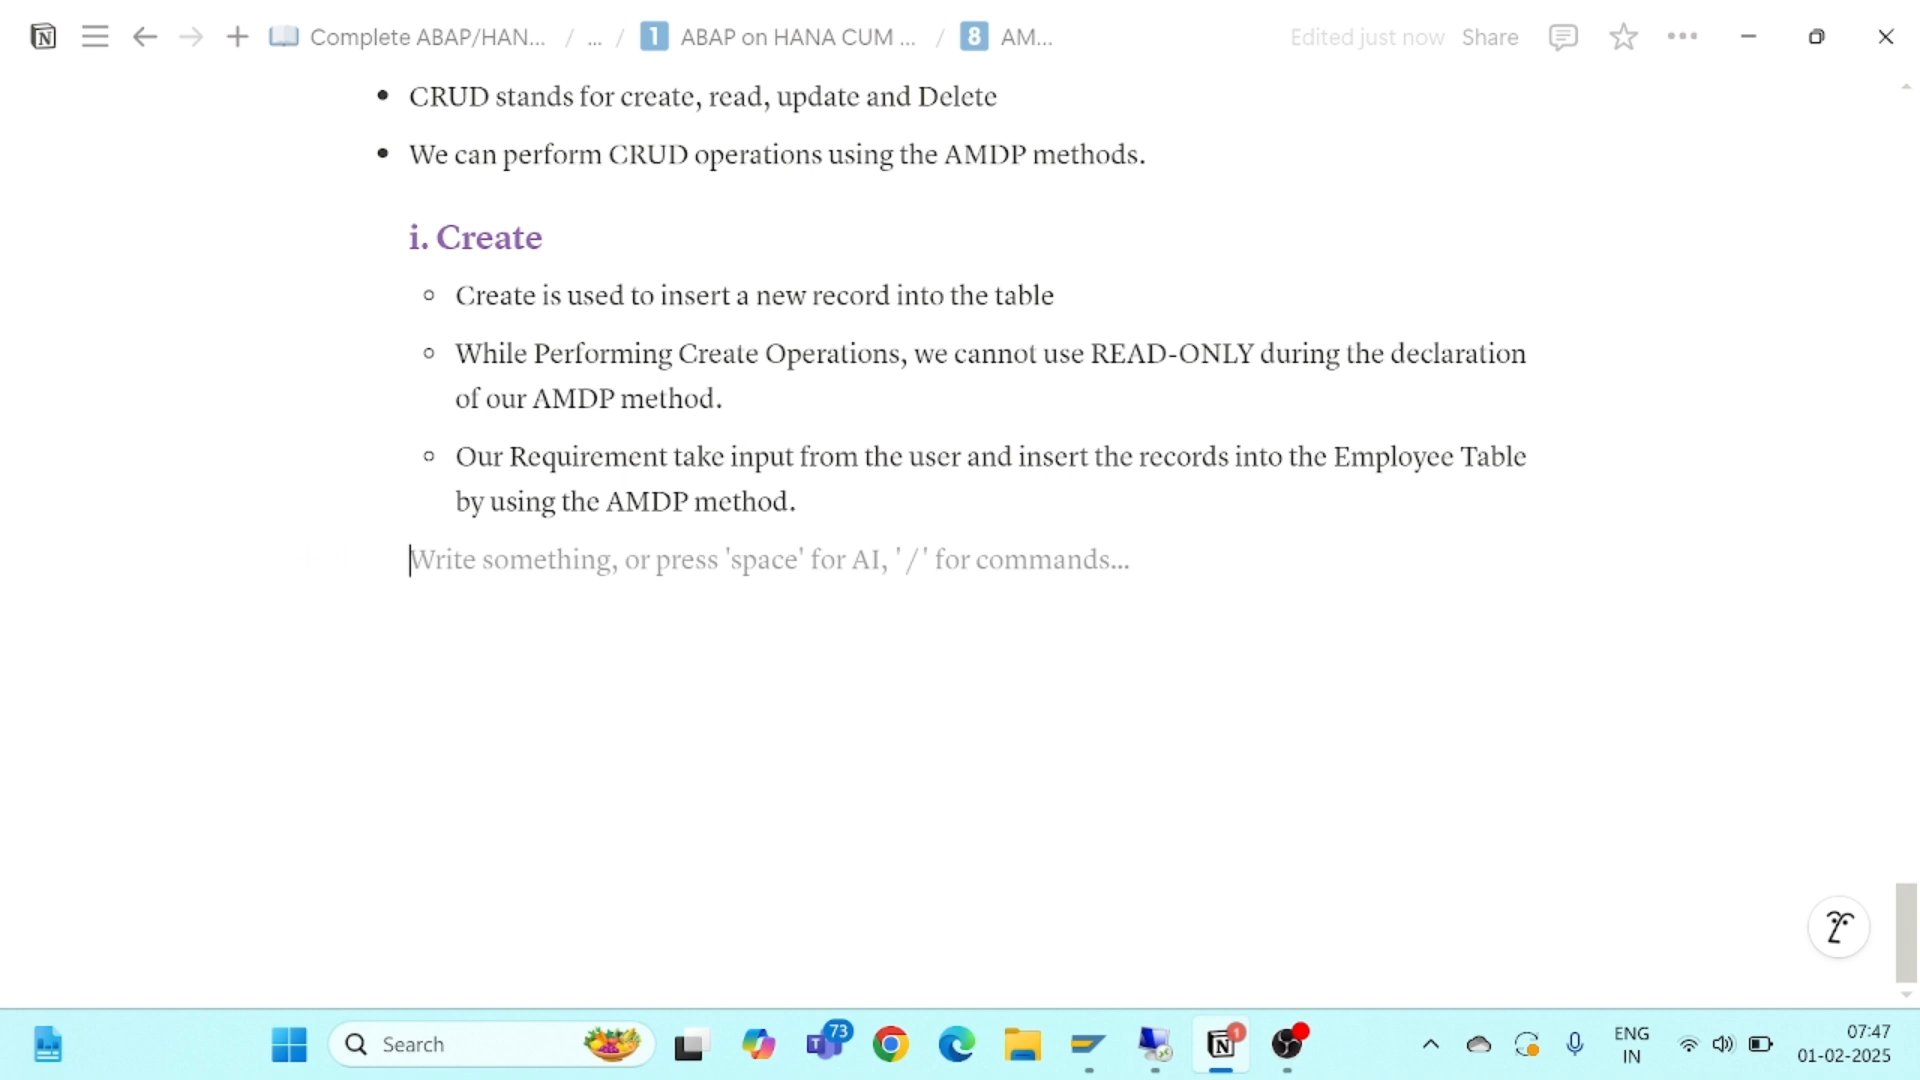 Complete ABAP/HAN... / ... / 1 ABAP on HANA CUM ... / 8 AM...
Edited just now Share
CRUD stands for create, read, update and Delete
We can perform CRUD operations using the AMDP methods.
i. Create
Create is used to insert a new record into the table
While Performing Create Operations, we cannot use READ-ONLY during the declaration
of our AMDP method.
Our Requirement take input from the user and insert the records into the Employee Table
by using the AMDP method.
Write something, or press 'space' for AI, '/' for commands...
Search
73
1
ENG
IN
07:47
01-02-2025